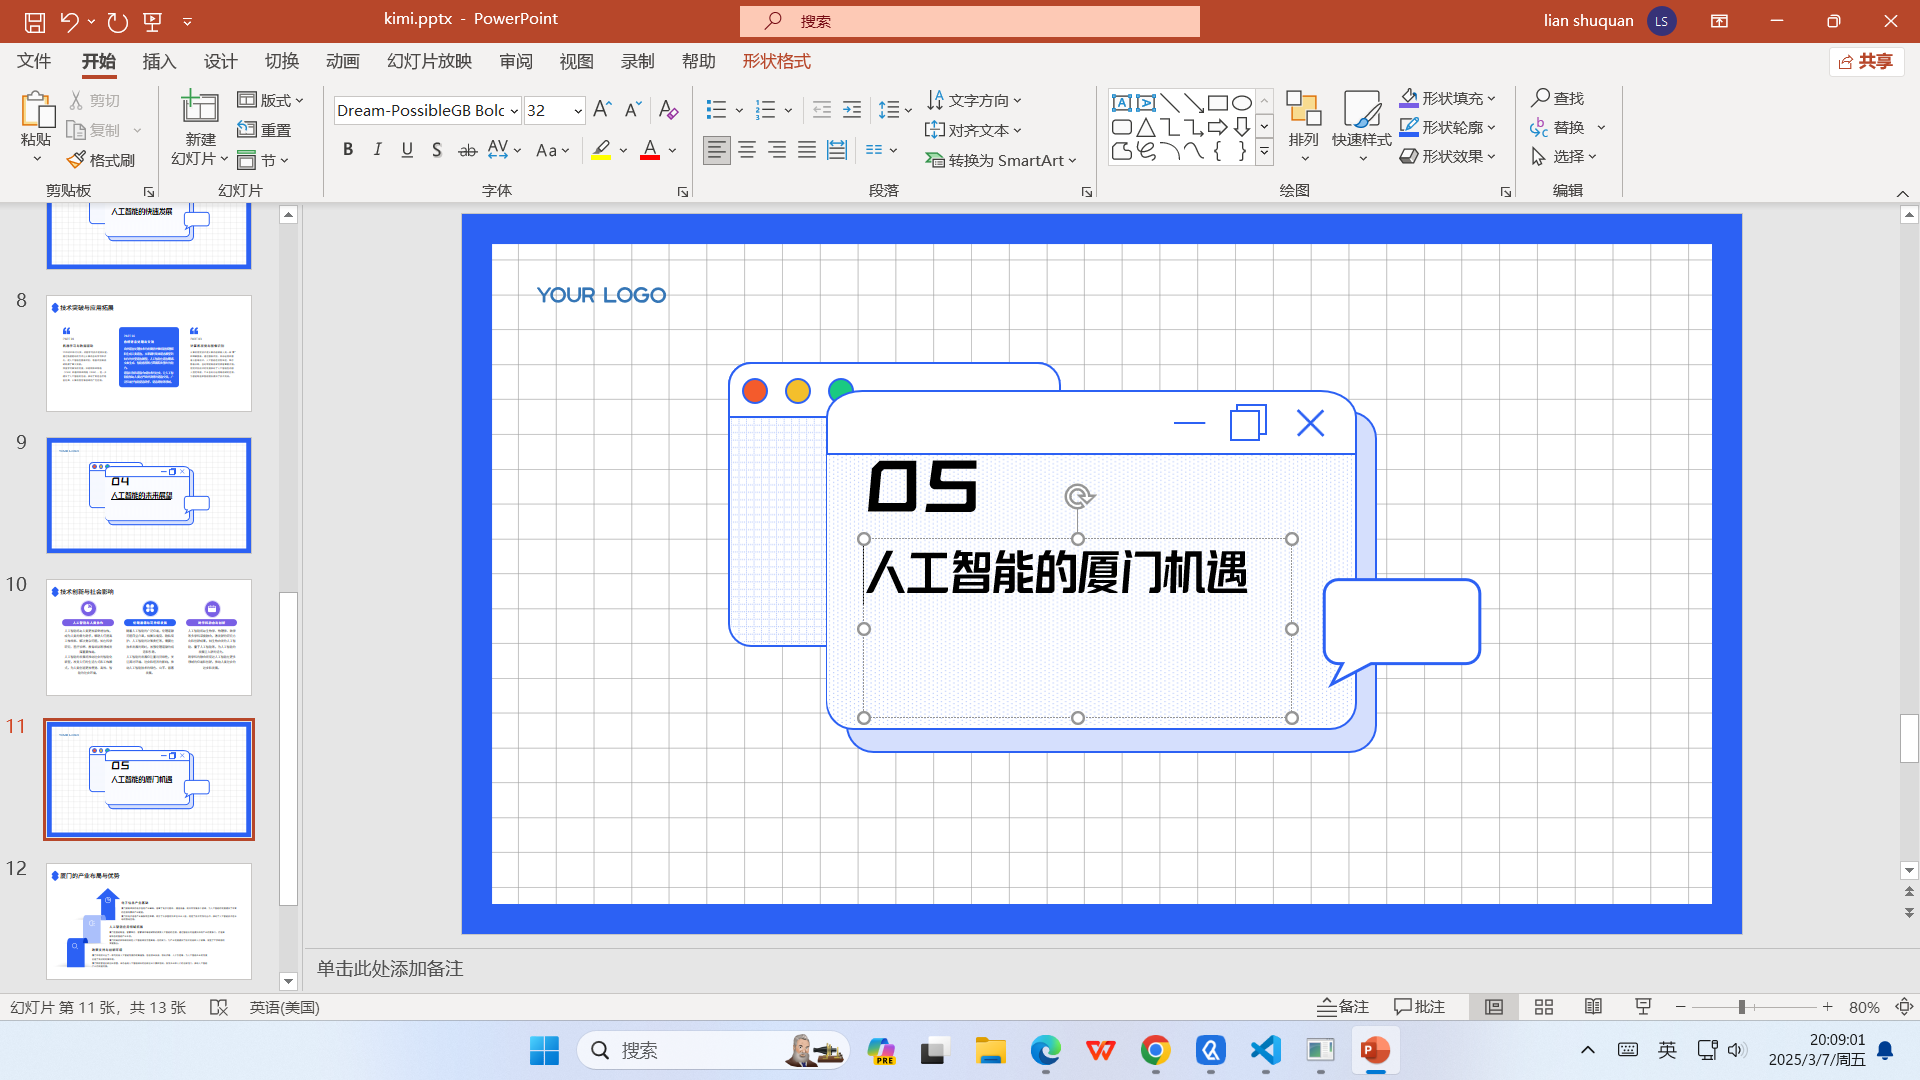 kimi.pptx - PowerPoint
搜索
lian shuquan
LS
文件 开始 插入 设计 切换 动画 幻灯片放映 审阅 视图 录制 帮助 形状格式
共享
粘贴
剪切
复制
格式刷
剪贴板
新建
幻灯片
版式
重置
节
幻灯片
Dream-PossibleGB Bolc
32
字体
文字方向
对齐文本
转换为 SmartArt
段落
排列
快速样式
形状填充
形状轮廓
形状效果
绘图
查找
替换
选择
编辑
人工智能的快速发展
8
技术突破与应用拓展
9
04
人工智能的未来展望
10
技术创新与社会影响
11
05
人工智能的厦门机遇
12
厦门的产业布局与优势
YOUR LOGO
05
人工智能的厦门机遇
单击此处添加备注
幻灯片 第 11 张，共 13 张
英语(美国)
备注
批注
80%
搜索
PRE
英
20:09:01
2025/3/7/周五